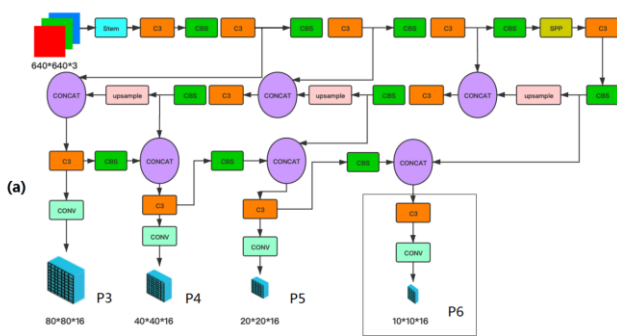 Stem C3 CBS C3 CBS C3 CBS C3 CBS SPP C3
640*640*3
CONCAT upsample CBS C3 CONCAT upsample CBS C3 CONCAT upsample CBS
C3 CBS CONCAT CBS CONCAT CBS CONCAT
(a)
C3 C3 C3
CONV CONV CONV CONV
P3 P4 P5 P6
80*80*16 40*40*16 20*20*16 10*10*16